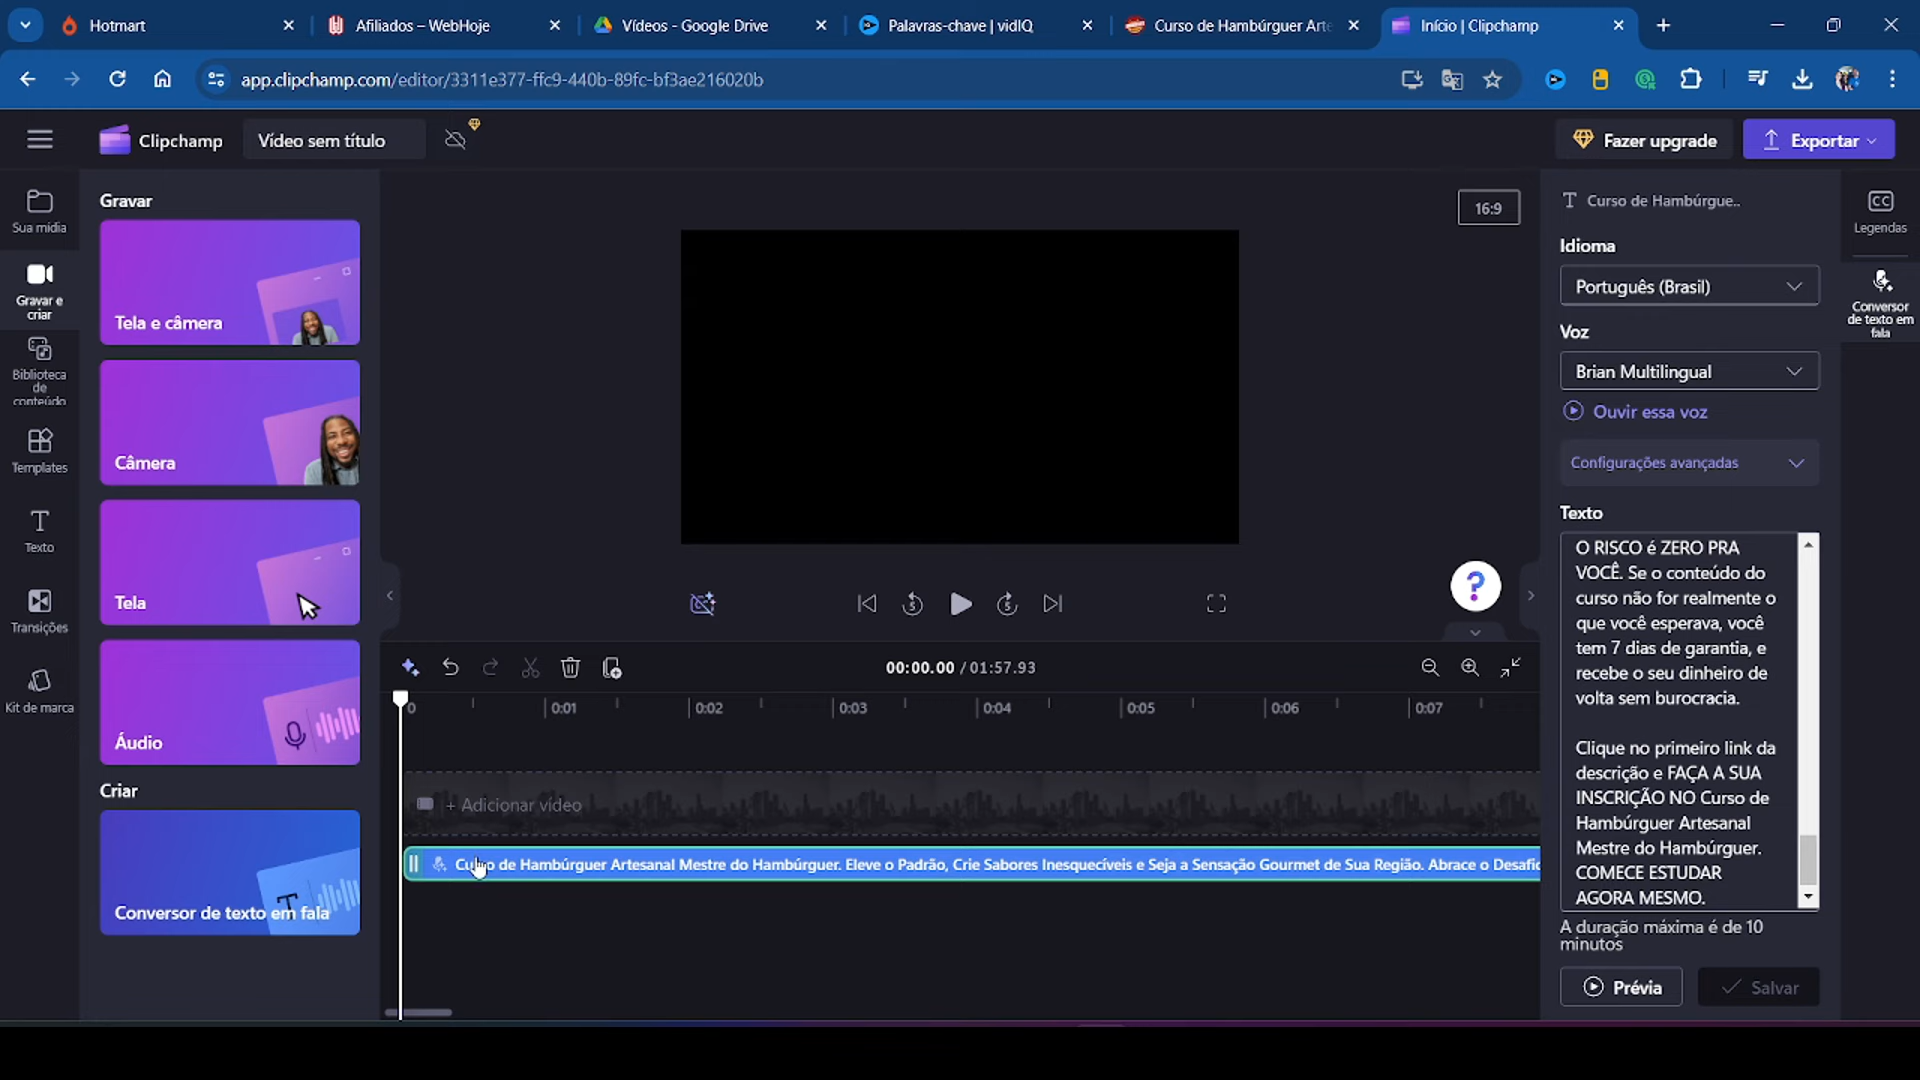 Hotmart
Afiliados – WebHoje
Vídeos - Google Drive
Palavras-chave | vidIQ
Curso de Hambúrguer Arte
Início | Clipchamp
app.clipchamp.com/editor/3311e377-ffc9-440b-89fc-bf3ae216020b
Clipchamp
Vídeo sem título
Fazer upgrade
Exportar
Sua mídia
Gravar e
criar
Biblioteca
de
conteúdo
Templates
Texto
Transições
Kit de marca
Gravar
Tela e câmera
Câmera
Tela
Áudio
Criar
Conversor de texto em fala
16:9
?
00:00.00 / 01:57.93
0
0:01
0:02
0:03
0:04
0:05
0:06
0:07
+ Adicionar vídeo
Curso de Hambúrguer Artesanal Mestre do Hambúrguer. Eleve o Padrão, Crie Sabores Inesquecíveis e Seja a Sensação Gourmet de Sua Região. Abrace o Desafio
T Curso de Hambúrgue..
Idioma
Português (Brasil)
Voz
Brian Multilingual
Ouvir essa voz
Configurações avançadas
Texto
O RISCO é ZERO PRA
VOCÊ. Se o conteúdo do
curso não for realmente o
que você esperava, você
tem 7 dias de garantia, e
recebe o seu dinheiro de
volta sem burocracia.
Clique no primeiro link da
descrição e FAÇA A SUA
INSCRIÇÃO NO Curso de
Hambúrguer Artesanal
Mestre do Hambúrguer.
COMECE ESTUDAR
AGORA MESMO.
A duração máxima é de 10
minutos
Prévia
Salvar
CC
Legendas
Conversor
de texto em
fala